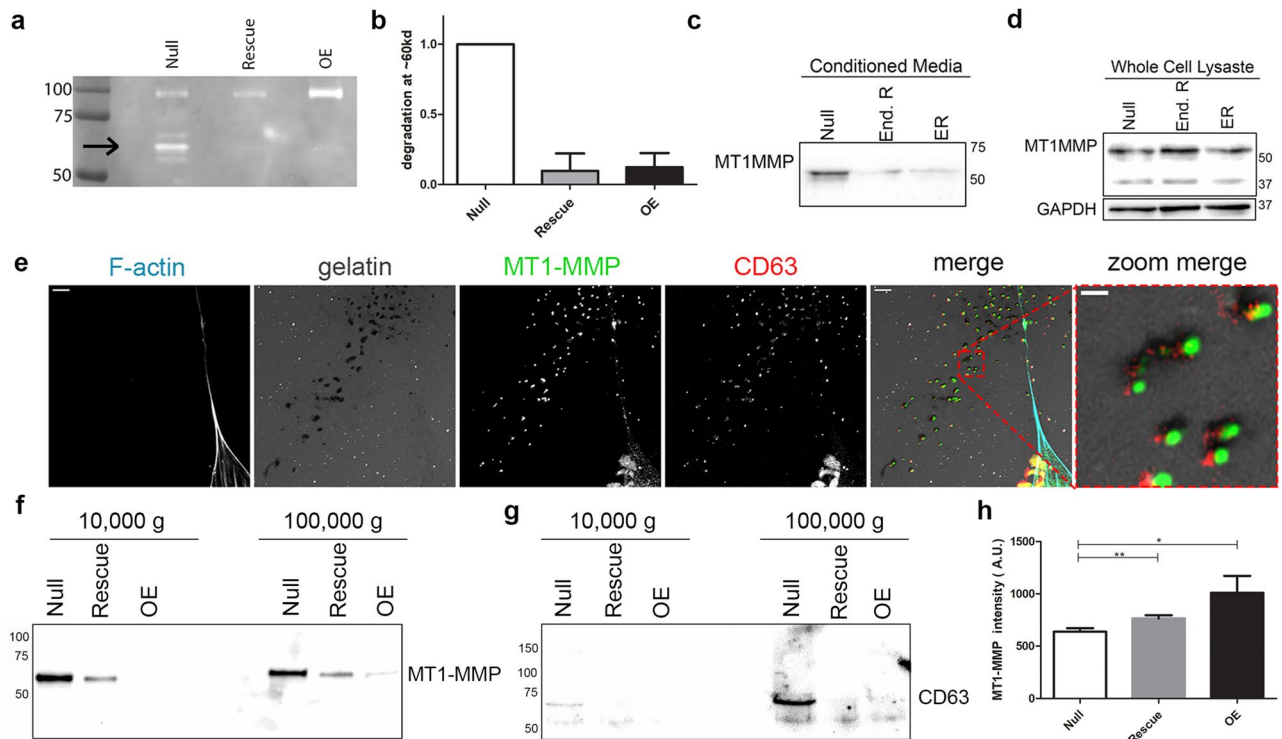 a
Null
Rescue
OE
100
75
50
b
degradation at ~60kd
1.0
0.5
0.0
Null
Rescue
OE
c
Conditioned Media
Null
End. R
ER
MT1MMP
75
50
d
Whole Cell Lysaste
Null
End. R
ER
MT1MMP
50
37
GAPDH
37
e
F-actin
gelatin
MT1-MMP
CD63
merge
zoom merge
f
10,000 g
100,000 g
Null
Rescue
OE
Null
Rescue
OE
100
75
50
MT1-MMP
g
10,000 g
100,000 g
Null
Rescue
OE
Null
Rescue
OE
150
100
75
50
CD63
h
MT1-MMP intensity ( A.U.)
1500
1000
500
0
*
**
Null
Rescue
OE